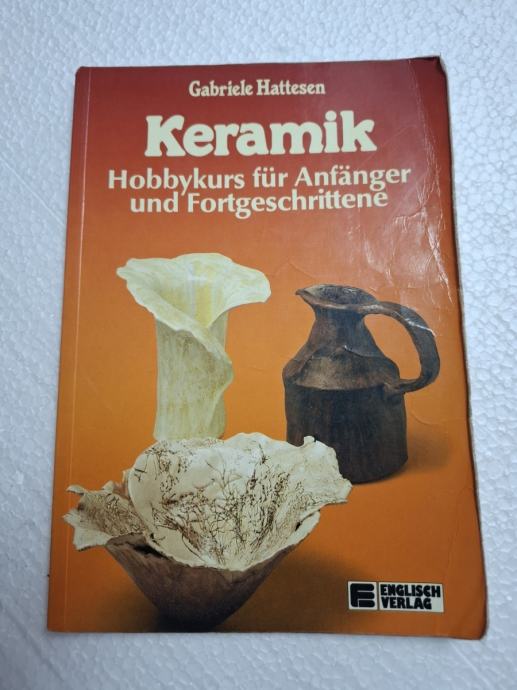 Gabriele Hattesen
Keramik
Hobbykurs für Anfänger
und Fortgeschrittene
ENGLISCH
VERLAG